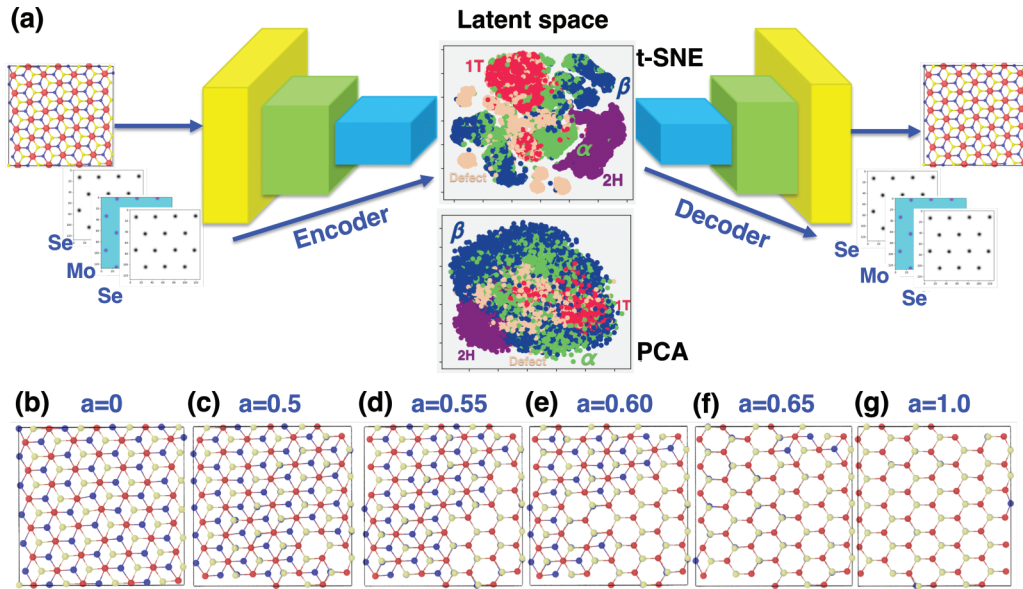 (a)
Latent space
t-SNE
1T
β
α
2H
Defect
Encoder
Decoder
Se
Mo
Se
Se
Mo
Se
β
1T
2H
Defect
α
PCA
(b) a=0
(c) a=0.5
(d) a=0.55
(e) a=0.60
(f) a=0.65
(g) a=1.0